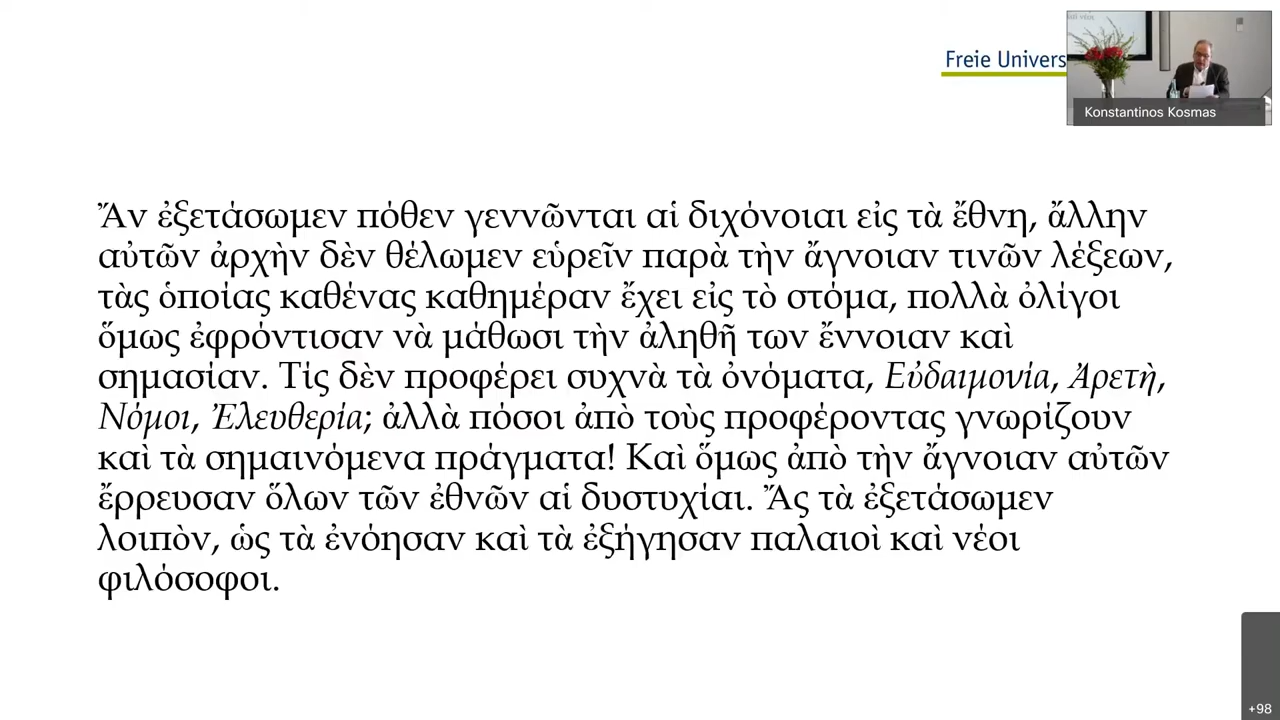 Freie Univers
Konstantinos Kosmas
Ἂν ἐξετάσωμεν πόθεν γεννῶνται αἱ διχόνοιαι εἰς τὰ ἔθνη, ἄλλην
αὐτῶν ἀρχὴν δὲν θέλωμεν εὑρεῖν παρὰ τὴν ἄγνοιαν τινῶν λέξεων,
τὰς ὁποίας καθένας καθημέραν ἔχει εἰς τὸ στόμα, πολλὰ ὀλίγοι
ὅμως ἐφρόντισαν νὰ μάθωσι τὴν ἀληθῆ των ἔννοιαν καὶ
σημασίαν. Τίς δὲν προφέρει συχνὰ τὰ ὀνόματα, Εὐδαιμονία, Ἀρετὴ,
Νόμοι, Ἐλευθερία; ἀλλὰ πόσοι ἀπὸ τοὺς προφέροντας γνωρίζουν
καὶ τὰ σημαινόμενα πράγματα! Καὶ ὅμως ἀπὸ τὴν ἄγνοιαν αὐτῶν
ἔρρευσαν ὅλων τῶν ἐθνῶν αἱ δυστυχίαι. Ἂς τὰ ἐξετάσωμεν
λοιπὸν, ὡς τὰ ἐνόησαν καὶ τὰ ἐξήγησαν παλαιοὶ καὶ νέοι
φιλόσοφοι.
+98